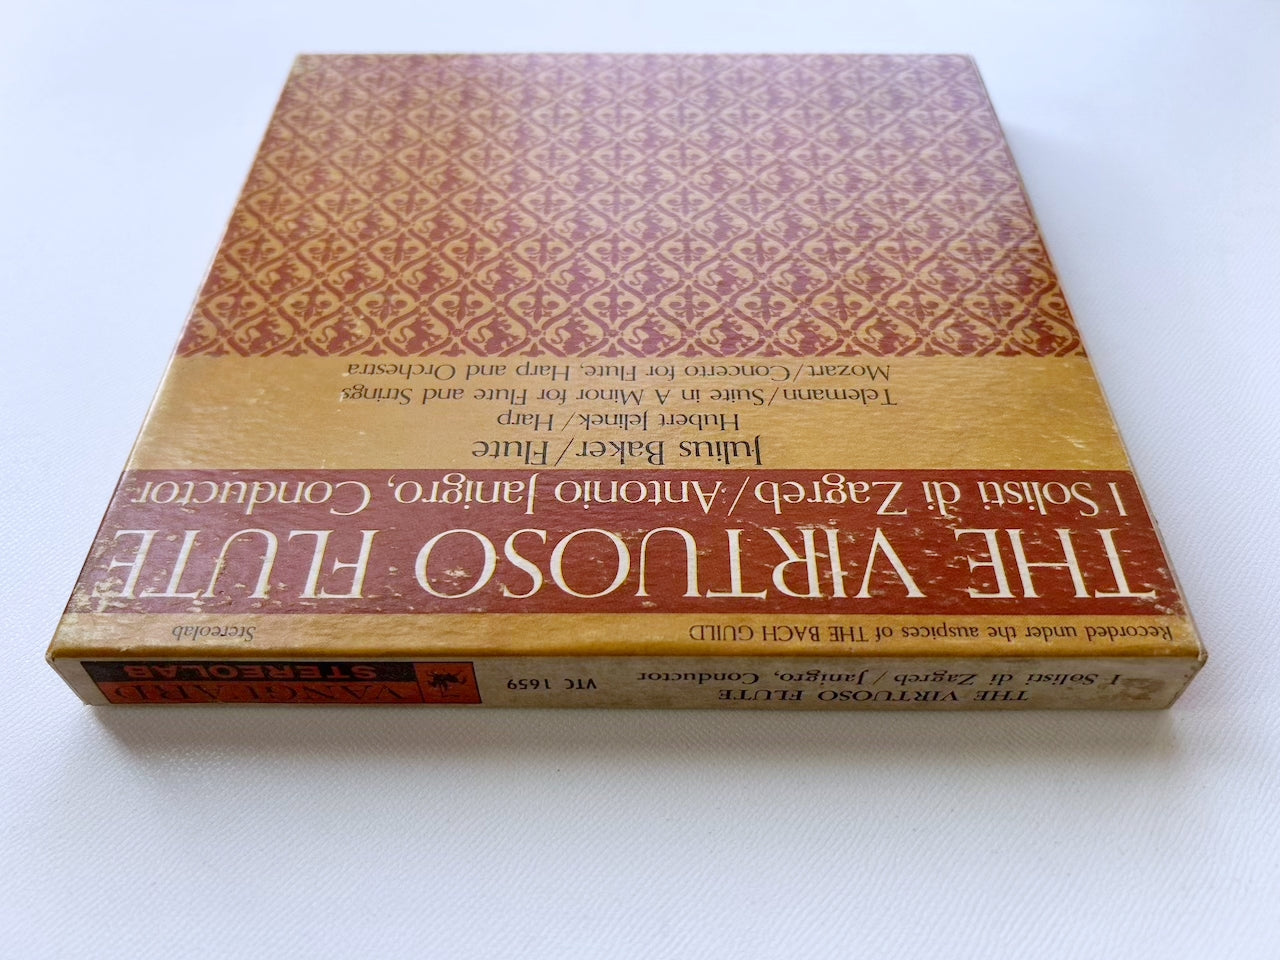 Recorded under the auspices of THE BACH GUILD
Stereolab
THE VIRTUOSO FLUTE
I Solisti di Zagreb/Antonio Janigro, Conductor
Julius Baker/Flute
Hubert Jelinek/Harp
Telemann/Suite in A Minor for Flute and Strings
Mozart/Concerto for Flute, Harp and Orchestra
THE VIRTUOSO FLUTE
I Solisti di Zagreb / Janigro, Conductor
VTC 1659
VANGUARD
STEREOLAB